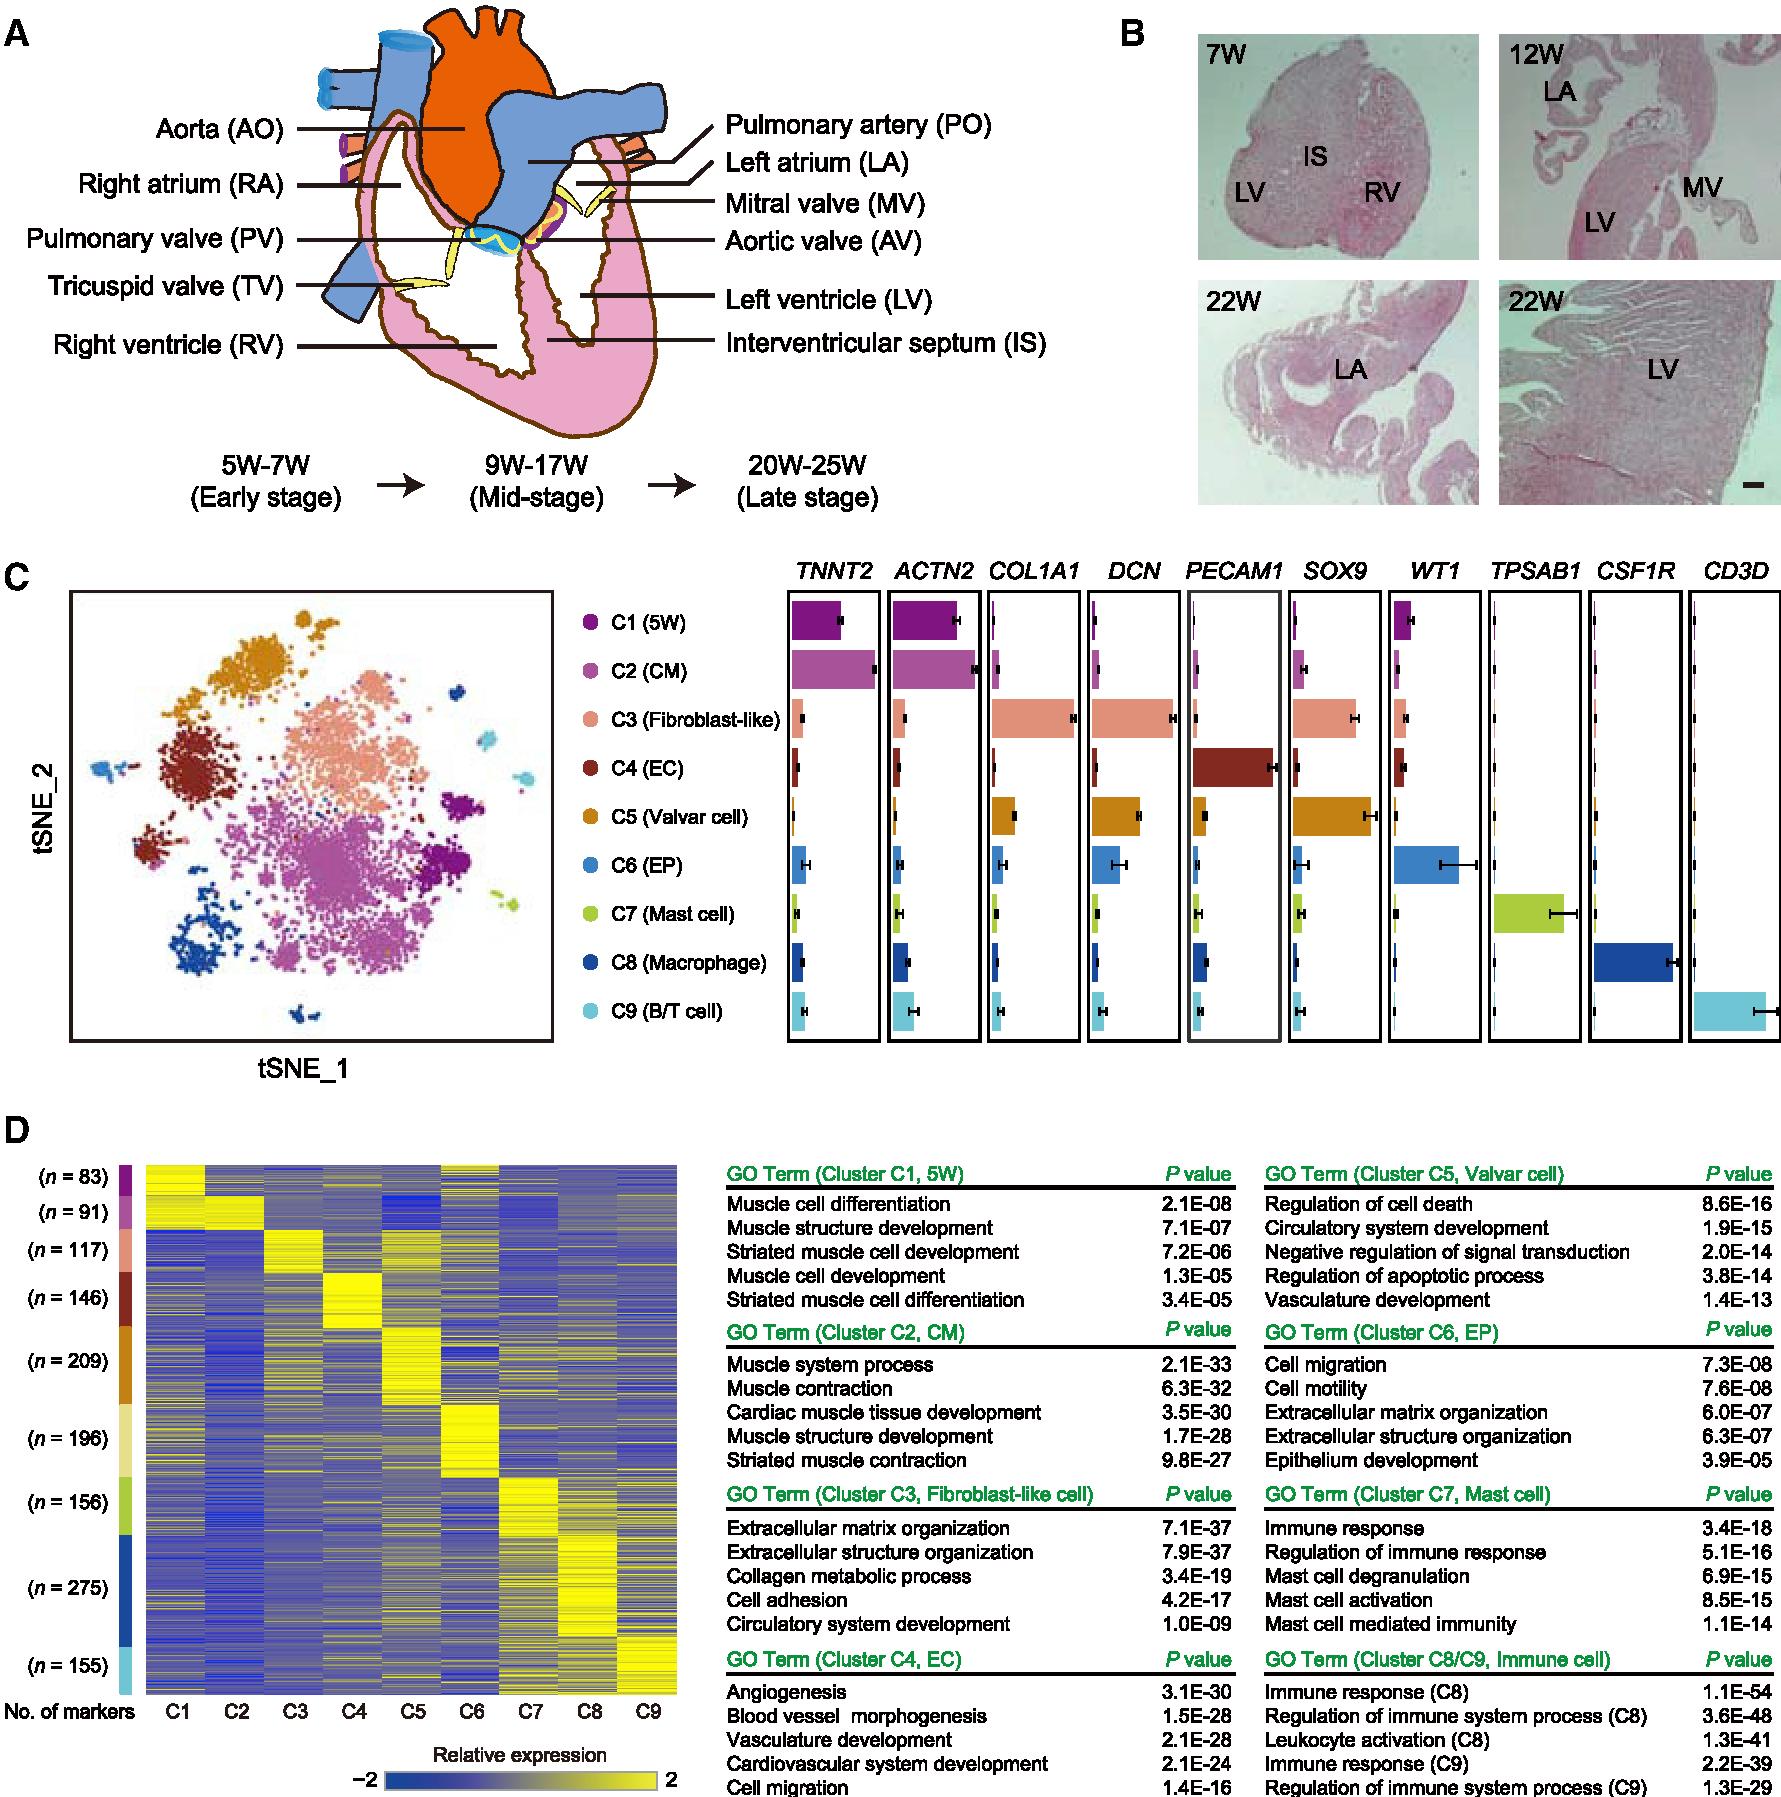 A
Aorta (AO)
Right atrium (RA)
Pulmonary valve (PV)
Tricuspid valve (TV)
Right ventricle (RV)
Pulmonary artery (PO)
Left atrium (LA)
Mitral valve (MV)
Aortic valve (AV)
Left ventricle (LV)
Interventricular septum (IS)
5W-7W
(Early stage)
9W-17W
(Mid-stage)
20W-25W
(Late stage)
B
7W
IS
LV
RV
12W
LA
MV
LV
22W
LA
22W
LV
C
tSNE_2
tSNE_1
C1 (5W)
C2 (CM)
C3 (Fibroblast-like)
C4 (EC)
C5 (Valvar cell)
C6 (EP)
C7 (Mast cell)
C8 (Macrophage)
C9 (B/T cell)
TNNT2 ACTN2 COL1A1 DCN PECAM1 SOX9 WT1 TPSAB1 CSF1R CD3D
D
(n = 83)
(n = 91)
(n = 117)
(n = 146)
(n = 209)
(n = 196)
(n = 156)
(n = 275)
(n = 155)
No. of markers C1 C2 C3 C4 C5 C6 C7 C8 C9
Relative expression
−2 2
GO Term (Cluster C1, 5W) P value
Muscle cell differentiation 2.1E-08
Muscle structure development 7.1E-07
Striated muscle cell development 7.2E-06
Muscle cell development 1.3E-05
Striated muscle cell differentiation 3.4E-05
GO Term (Cluster C2, CM) P value
Muscle system process 2.1E-33
Muscle contraction 6.3E-32
Cardiac muscle tissue development 3.5E-30
Muscle structure development 1.7E-28
Striated muscle contraction 9.8E-27
GO Term (Cluster C3, Fibroblast-like cell) P value
Extracellular matrix organization 7.1E-37
Extracellular structure organization 7.9E-37
Collagen metabolic process 3.4E-19
Cell adhesion 4.2E-17
Circulatory system development 1.0E-09
GO Term (Cluster C4, EC) P value
Angiogenesis 3.1E-30
Blood vessel morphogenesis 1.5E-28
Vasculature development 2.1E-28
Cardiovascular system development 2.1E-24
Cell migration 1.4E-16
GO Term (Cluster C5, Valvar cell) P value
Regulation of cell death 8.6E-16
Circulatory system development 1.9E-15
Negative regulation of signal transduction 2.0E-14
Regulation of apoptotic process 3.8E-14
Vasculature development 1.4E-13
GO Term (Cluster C6, EP) P value
Cell migration 7.3E-08
Cell motility 7.6E-08
Extracellular matrix organization 6.0E-07
Extracellular structure organization 6.3E-07
Epithelium development 3.9E-05
GO Term (Cluster C7, Mast cell) P value
Immune response 3.4E-18
Regulation of immune response 5.1E-16
Mast cell degranulation 6.9E-15
Mast cell activation 8.5E-15
Mast cell mediated immunity 1.1E-14
GO Term (Cluster C8/C9, Immune cell) P value
Immune response (C8) 1.1E-54
Regulation of immune system process (C8) 3.6E-48
Leukocyte activation (C8) 1.3E-41
Immune response (C9) 2.2E-39
Regulation of immune system process (C9) 1.3E-29